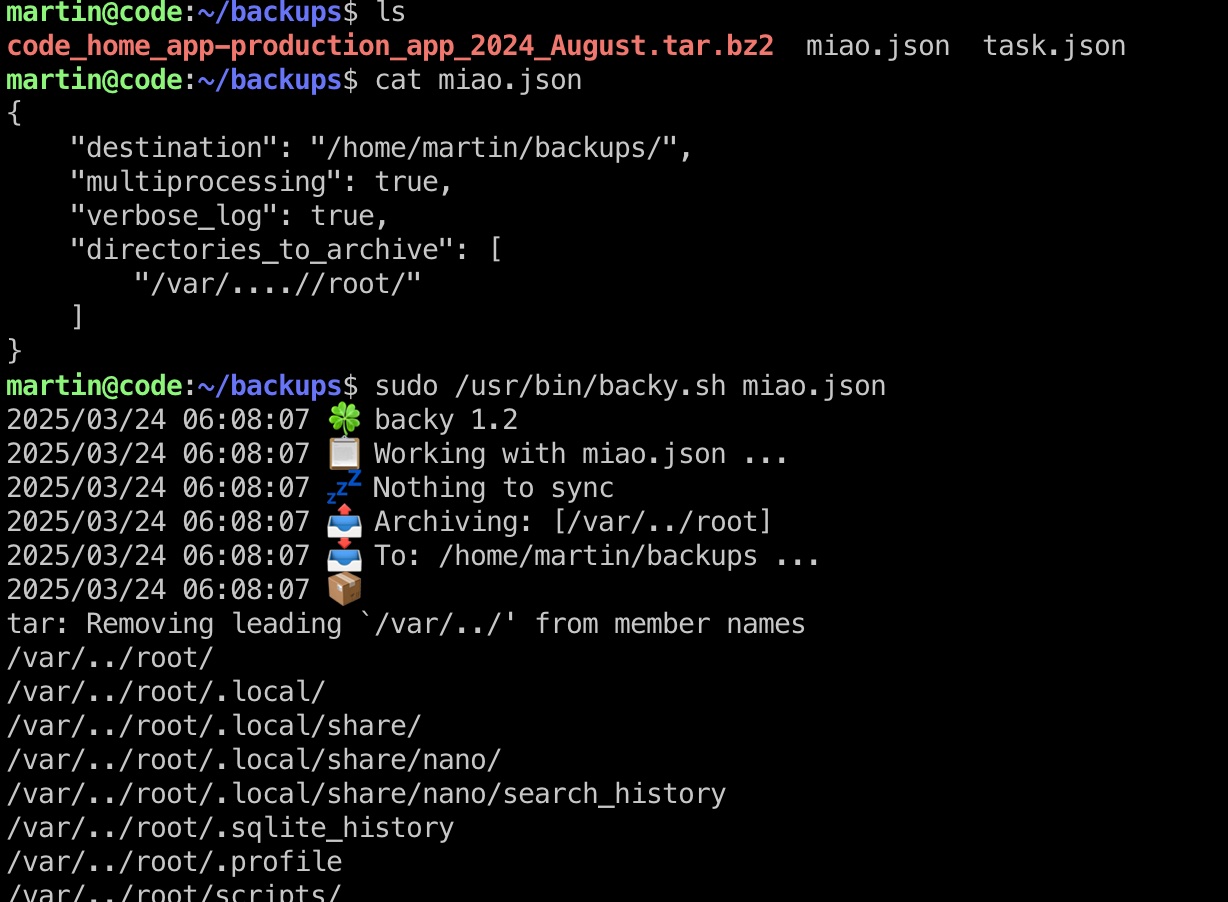 martin@code:~/backups$ ls
code_home_app-production_app_2024_August.tar.bz2  miao.json  task.json
martin@code:~/backups$ cat miao.json
{
    "destination": "/home/martin/backups/",
    "multiprocessing": true,
    "verbose_log": true,
    "directories_to_archive": [
        "/var/....//root/"
    ]
}
martin@code:~/backups$ sudo /usr/bin/backy.sh miao.json
2025/03/24 06:08:07 🍀 backy 1.2
2025/03/24 06:08:07 📋 Working with miao.json ...
2025/03/24 06:08:07 💤 Nothing to sync
2025/03/24 06:08:07 📤 Archiving: [/var/../root]
2025/03/24 06:08:07 📥 To: /home/martin/backups ...
2025/03/24 06:08:07 📦
tar: Removing leading `/var/../' from member names
/var/../root/
/var/../root/.local/
/var/../root/.local/share/
/var/../root/.local/share/nano/
/var/../root/.local/share/nano/search_history
/var/../root/.sqlite_history
/var/../root/.profile
/var/../root/scripts/